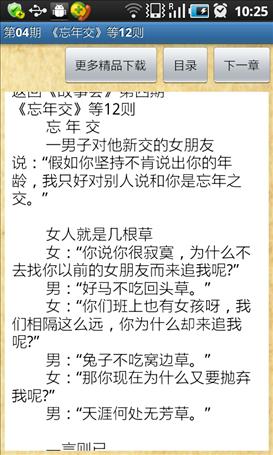 10:25
第04期 《忘年交》等12则
更多精品下载 目录 下一章
返回《故事会》第四期
《忘年交》等12则
忘 年 交
一男子对他新交的女朋友
说：“假如你坚持不肯说出你的年
龄，我只好对别人说和你是忘年之
交。”
女人就是几根草
女：“你说你很寂寞，为什么不
去找你以前的女朋友而来追我呢?”
男：“好马不吃回头草。”
女：“你们班上也有女孩呀，我
们相隔这么远，你为什么却来追我
呢?”
男：“兔子不吃窝边草。”
女：“那你现在为什么又要抛弃
我呢?”
男：“天涯何处无芳草。”
一言则已